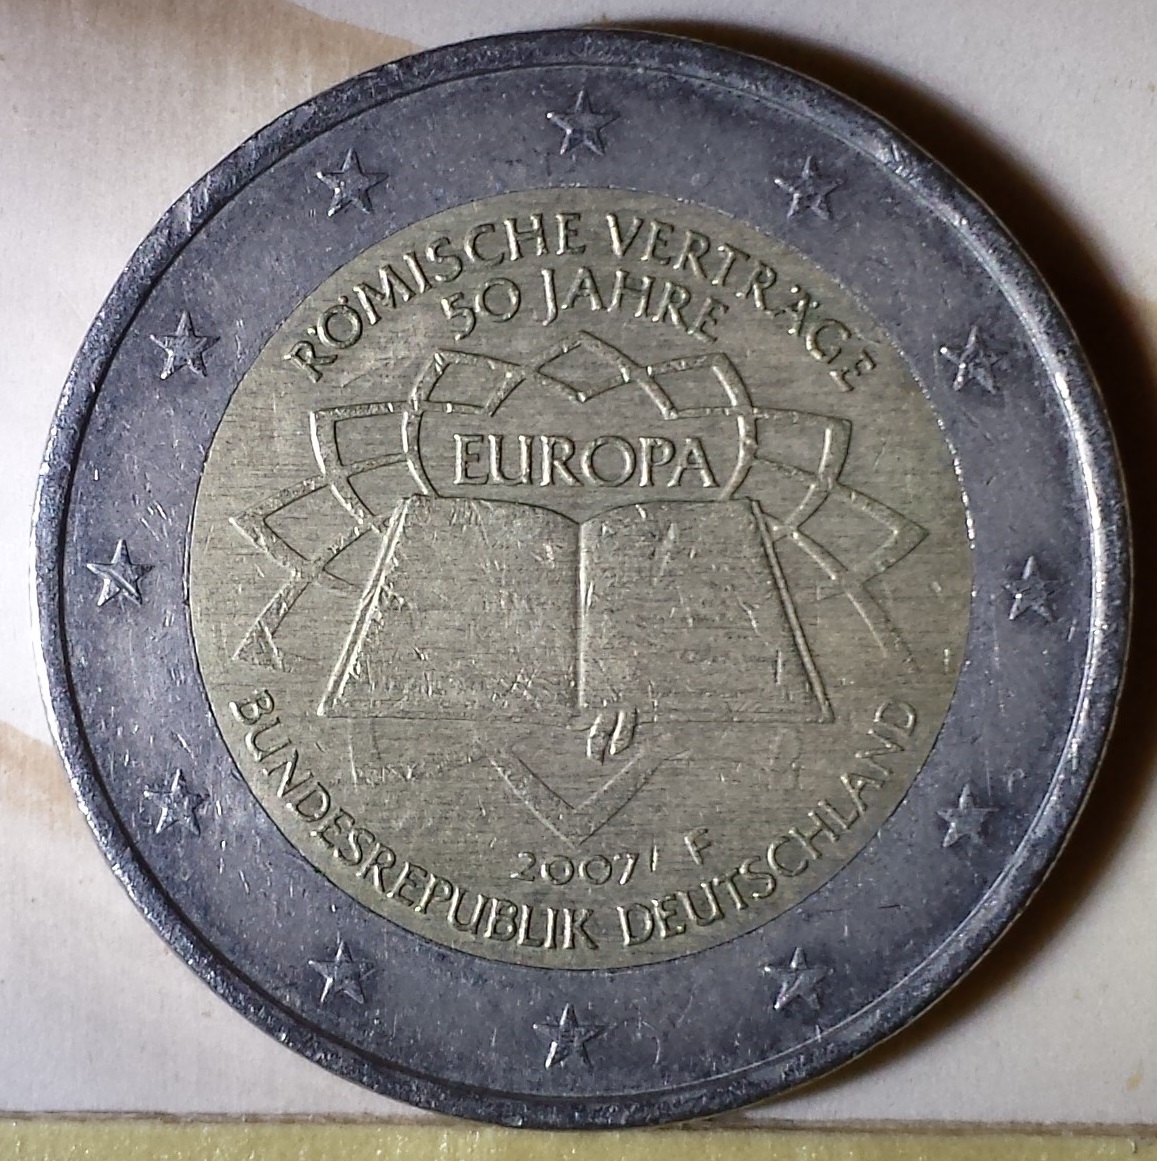 RÖMISCHE VERTRÄGE
50 JAHRE
EUROPA
2007 F
BUNDESREPUBLIK DEUTSCHLAND